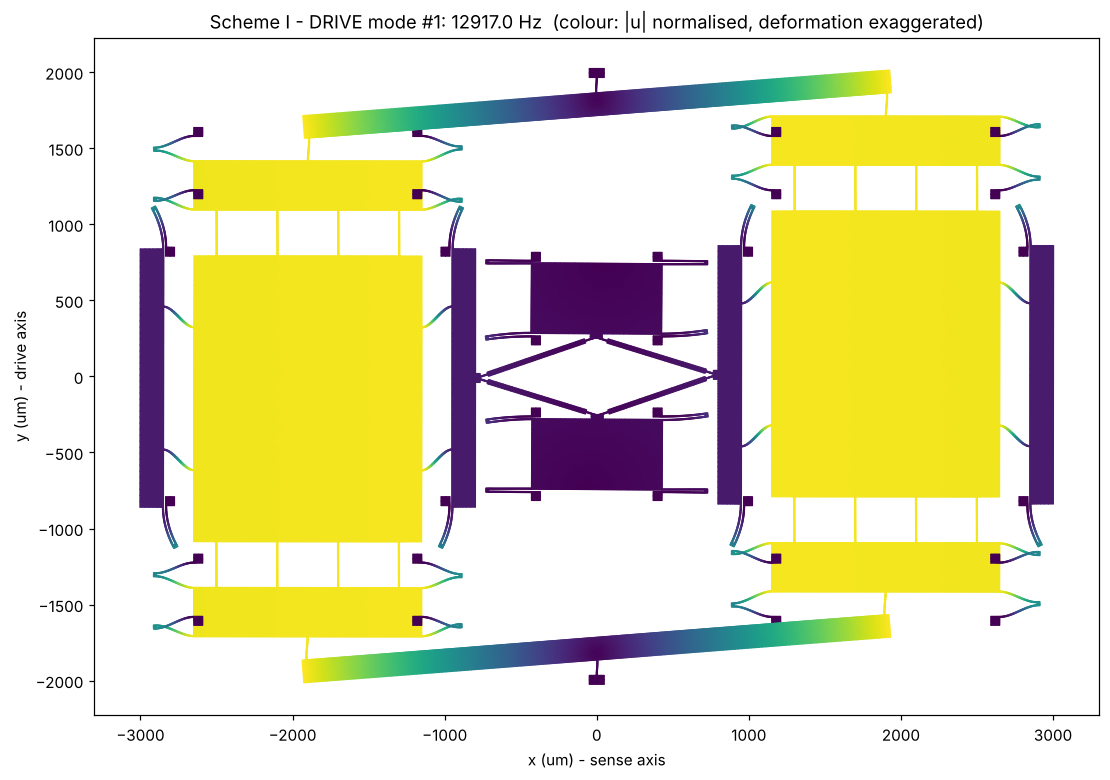 Scheme I - DRIVE mode #1: 12917.0 Hz  (colour: |u| normalised, deformation exaggerated)
y (um) - drive axis
2000
1500
1000
500
0
−500
−1000
−1500
−2000
−3000 −2000 −1000 0 1000 2000 3000
x (um) - sense axis